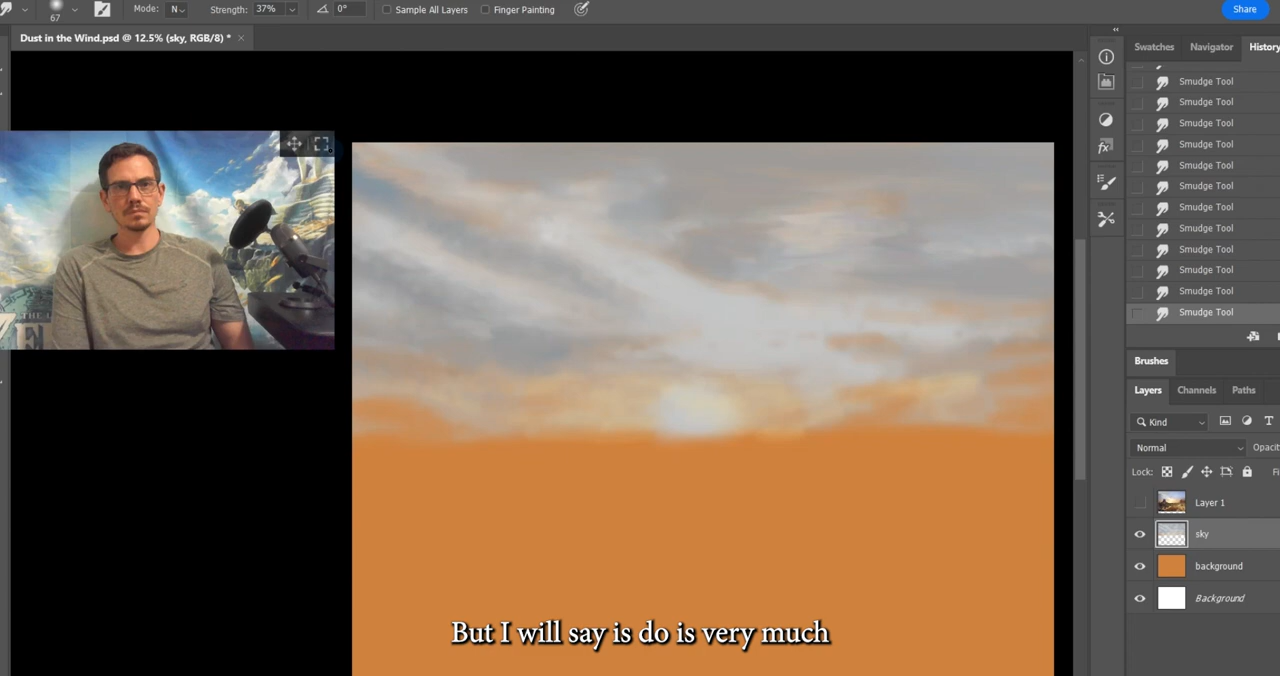 67
Mode: N
Strength: 37%
0°
Sample All Layers
Finger Painting
Share
Dust in the Wind.psd @ 12.5% (sky, RGB/8) *
Swatches
Navigator
History
Smudge Tool
Smudge Tool
Smudge Tool
Smudge Tool
Smudge Tool
Smudge Tool
Smudge Tool
Smudge Tool
Smudge Tool
Smudge Tool
Smudge Tool
Smudge Tool
Brushes
Layers
Channels
Paths
Kind
Normal
Opacit
Lock:
Fi
Layer 1
sky
background
Background
But I will say is do is very much